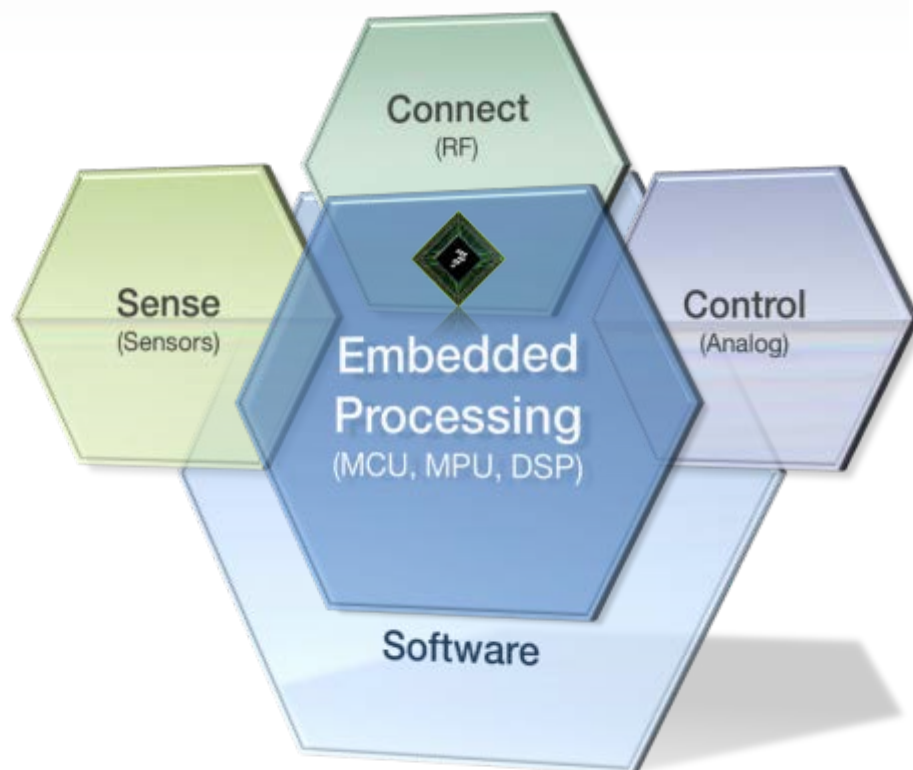 Connect
(RF)
Sense
(Sensors)
Control
(Analog)
Embedded
Processing
(MCU, MPU, DSP)
Software